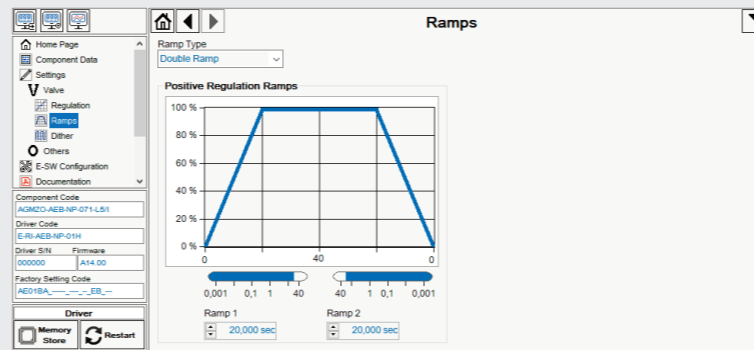 Ramps
Home Page
Component Data
Settings
Valve
Regulation
Ramps
Dither
Others
E-SW Configuration
Documentation
Component Code
AGMZO-AEB-NP-071-L5/I
Driver Code
E-RI-AEB-NP-01H
Driver S/N Firmware
000000 A14.00
Factory Setting Code
Driver
Memory
Store
Restart
Ramp Type
Double Ramp
Positive Regulation Ramps
100 %
80 %
60 %
40 %
20 %
0 %
0 40 0
0,001 0,1 1 40 40 1 0,1 0,001
Ramp 1 Ramp 2
20,000 sec 20,000 sec